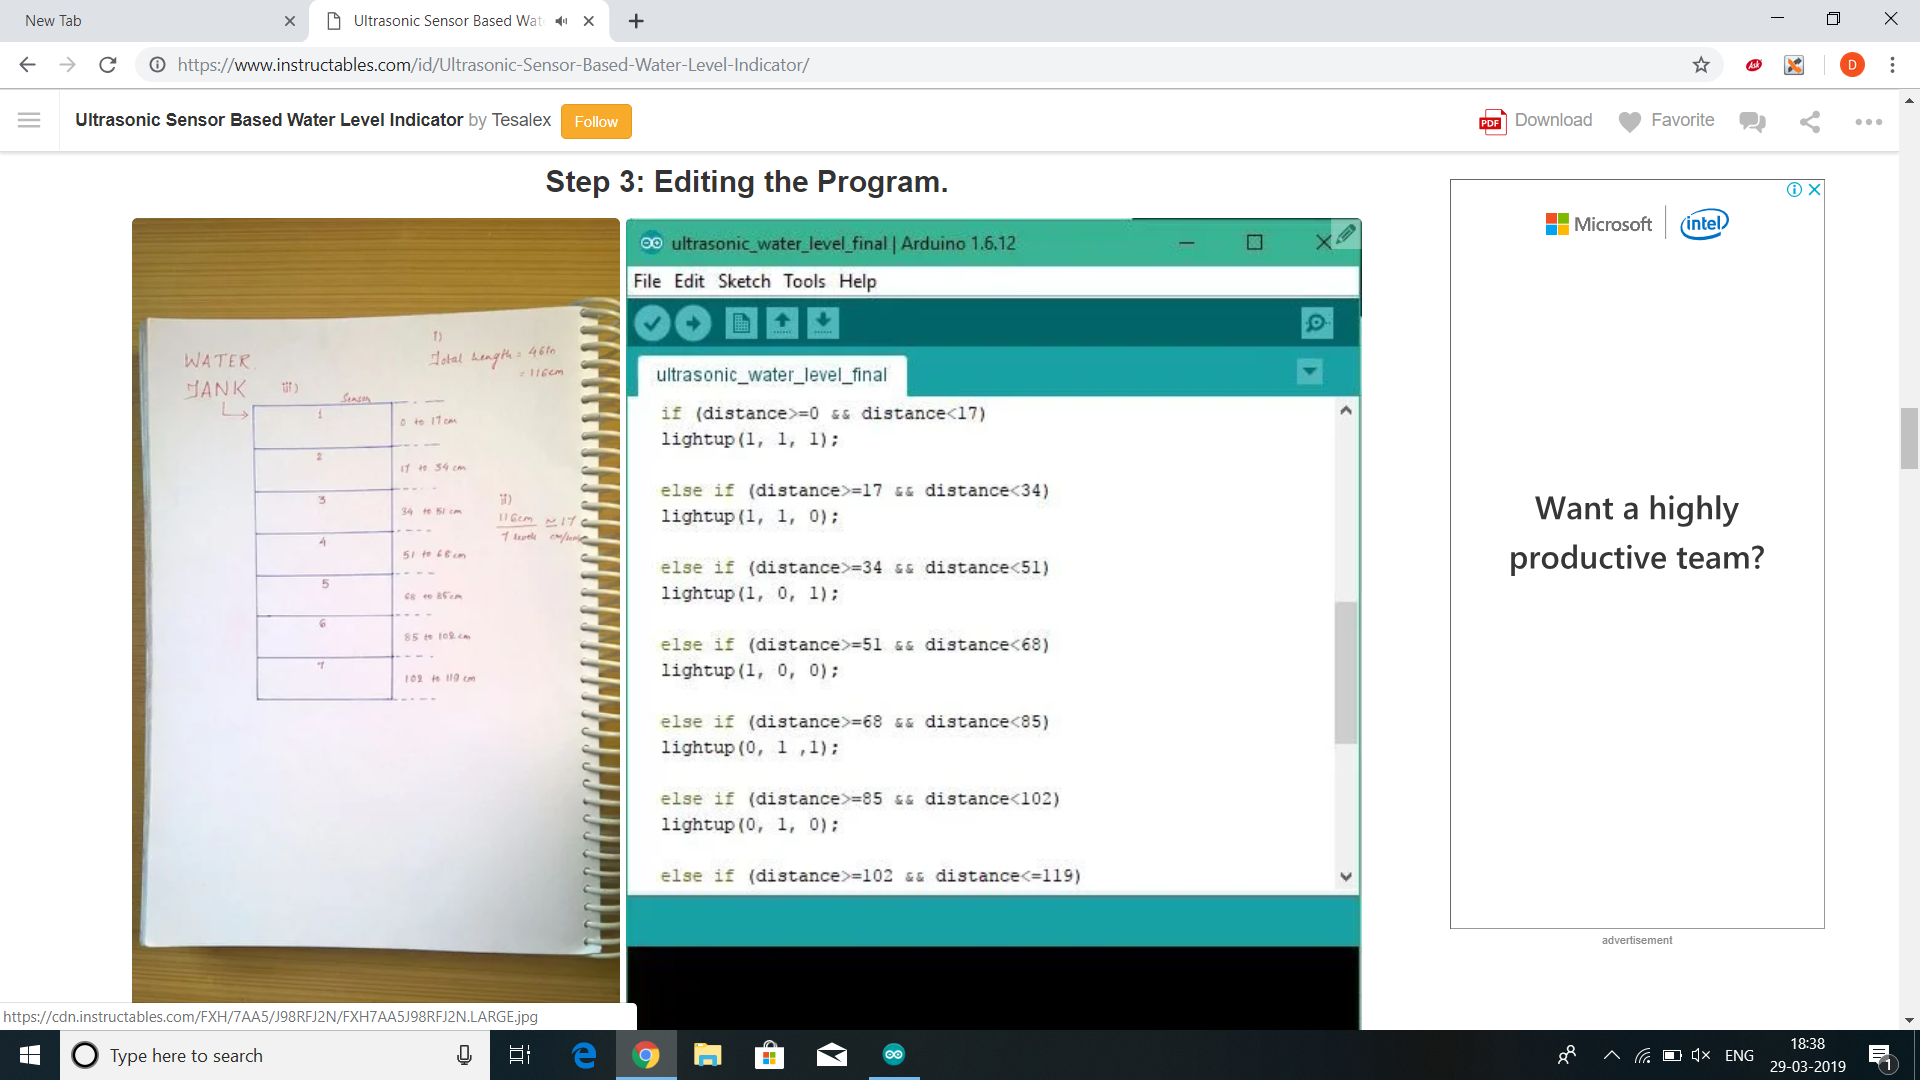 New Tab
Ultrasonic Sensor Based Wat
https://www.instructables.com/id/Ultrasonic-Sensor-Based-Water-Level-Indicator/
Ask
D
Ultrasonic Sensor Based Water Level Indicator by Tesalex
Follow
PDF
Download
Favorite
Step 3: Editing the Program.
WATER
TANK
i)
Total Length = 46in
= 116cm
iii)
Sensor
1
0 to 17cm
2
17 to 34 cm
3
34 to 51 cm
4
51 to 68 cm
5
68 to 85cm
6
85 to 102 cm
7
102 to 119 cm
ii)
116cm
7 levels
≈ 17
ultrasonic_water_level_final | Arduino 1.6.12
File Edit Sketch Tools Help
ultrasonic_water_level_final
if (distance>=0 && distance<17)
lightup(1, 1, 1);
else if (distance>=17 && distance<34)
lightup(1, 1, 0);
else if (distance>=34 && distance<51)
lightup(1, 0, 1);
else if (distance>=51 && distance<68)
lightup(1, 0, 0);
else if (distance>=68 && distance<85)
lightup(0, 1 ,1);
else if (distance>=85 && distance<102)
lightup(0, 1, 0);
else if (distance>=102 && distance<=119)
Microsoft
intel
Want a highly
productive team?
advertisement
https://cdn.instructables.com/FXH/7AA5/J98RFJ2N/FXH7AA5J98RFJ2N.LARGE.jpg
Type here to search
ENG
18:38
29-03-2019
1